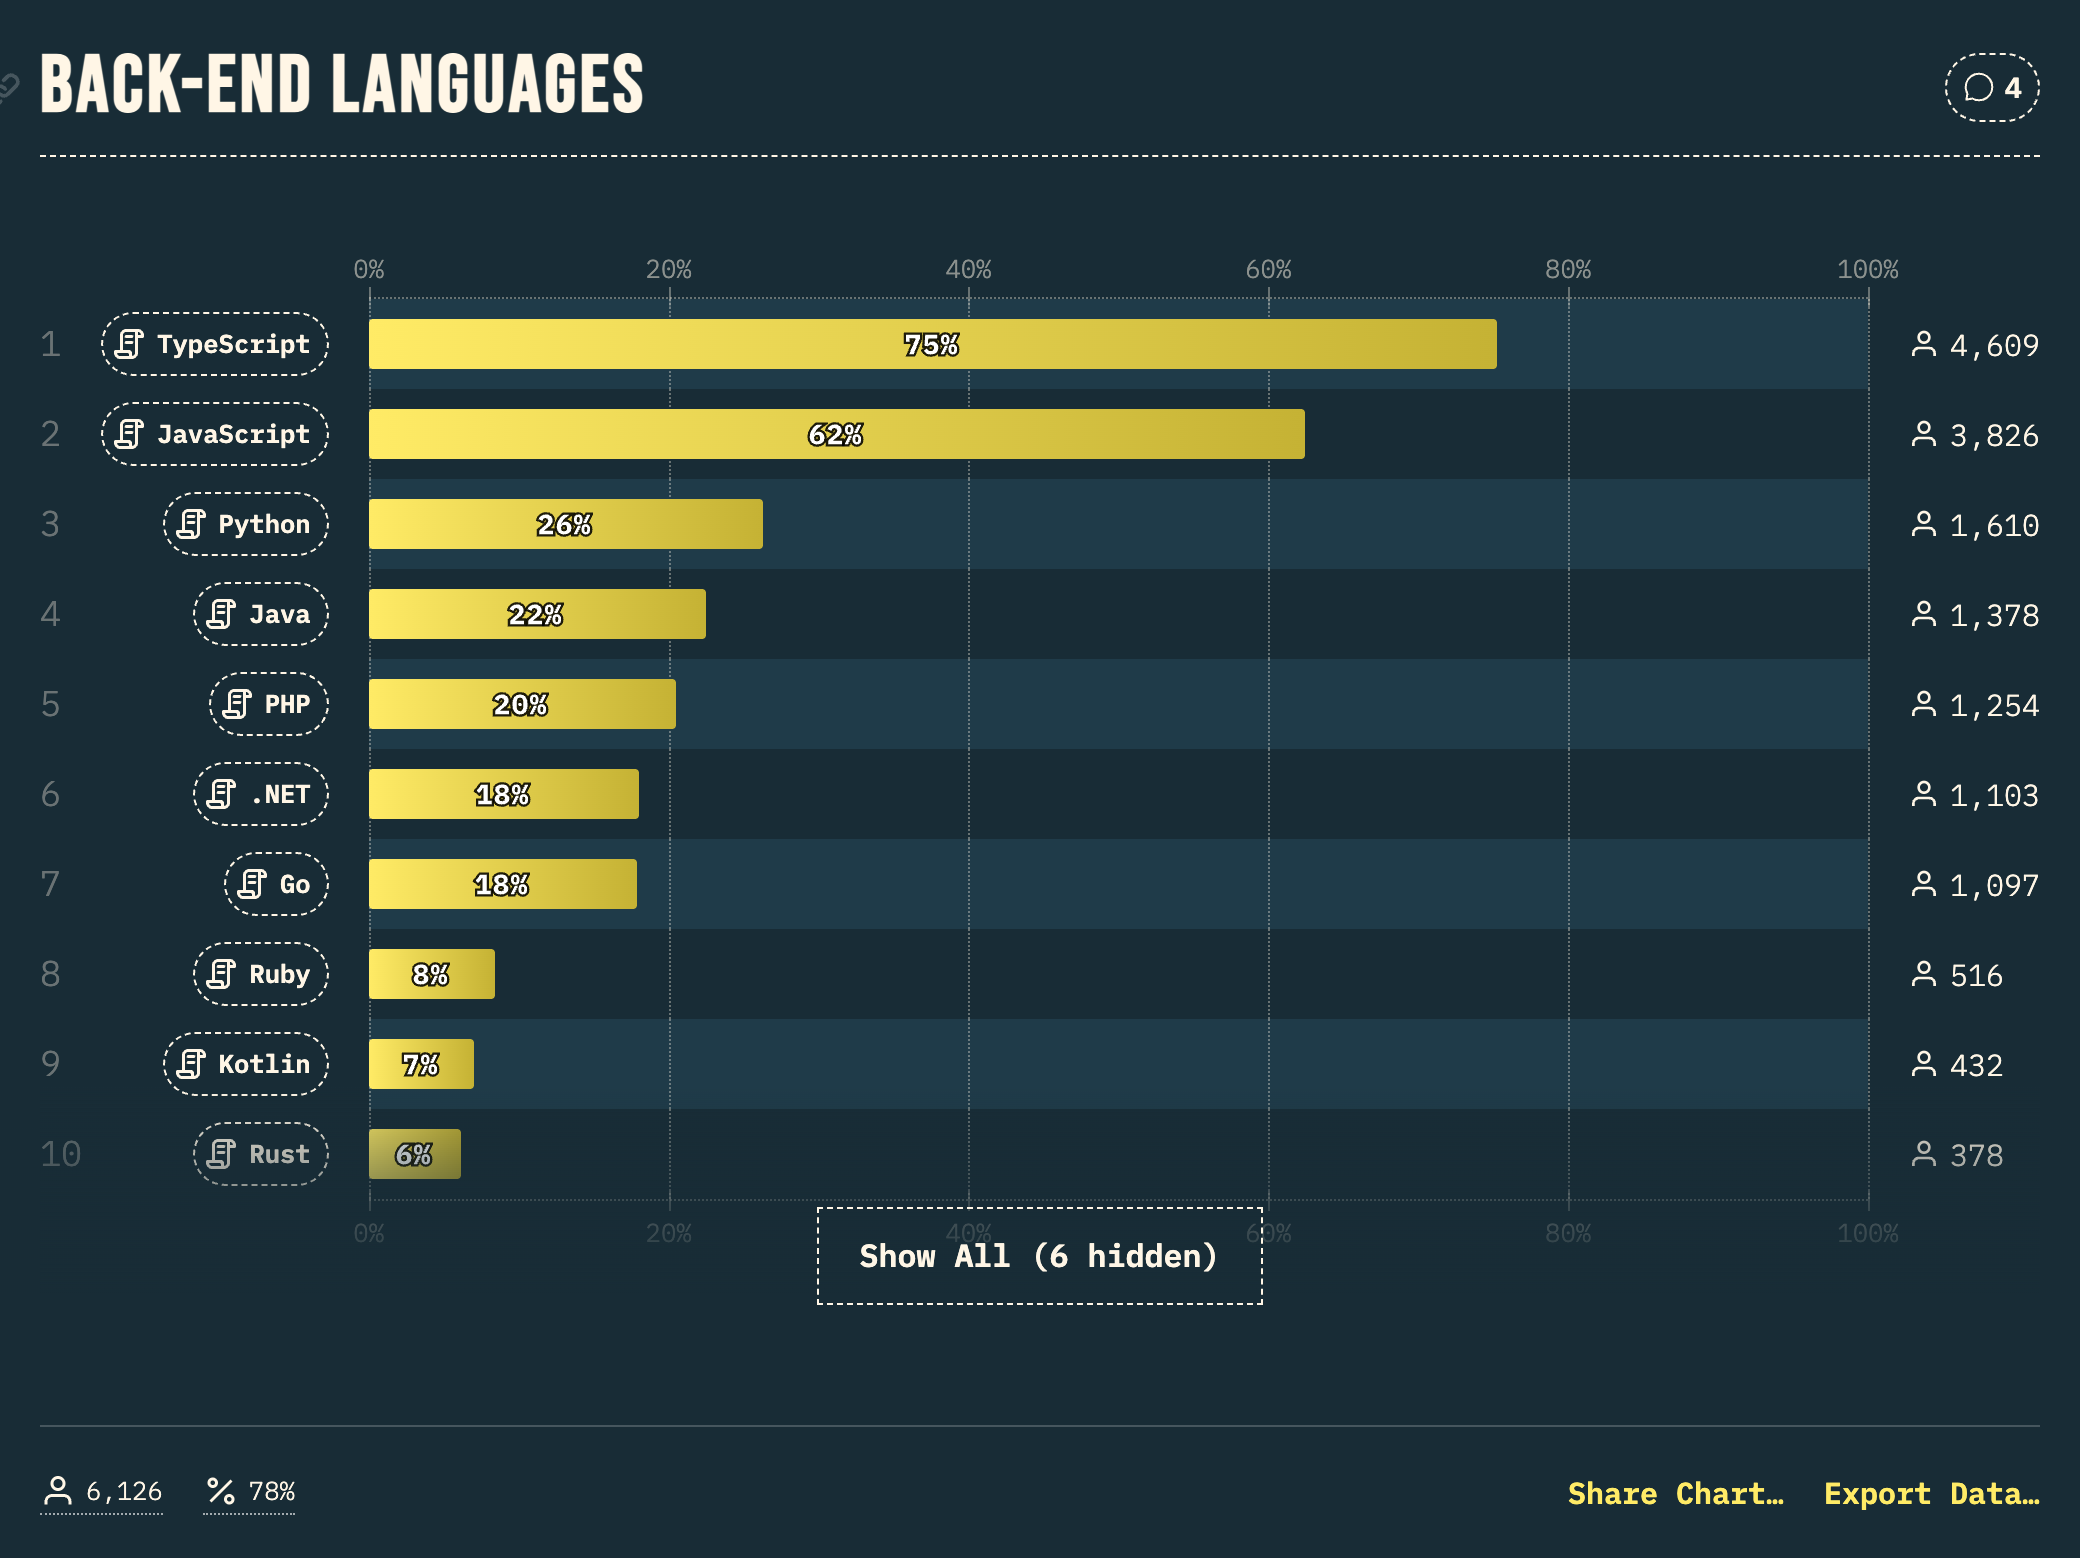 BACK-END LANGUAGES
4
0% 20% 40% 60% 80% 100%
1 TypeScript 75% 4,609
2 JavaScript 62% 3,826
3 Python 26% 1,610
4 Java 22% 1,378
5 PHP 20% 1,254
6 .NET 18% 1,103
7 Go 18% 1,097
8 Ruby 8% 516
9 Kotlin 7% 432
10 Rust 6% 378
0% 20% 40% 60% 80% 100%
Show All (6 hidden)
6,126 78% Share Chart… Export Data…